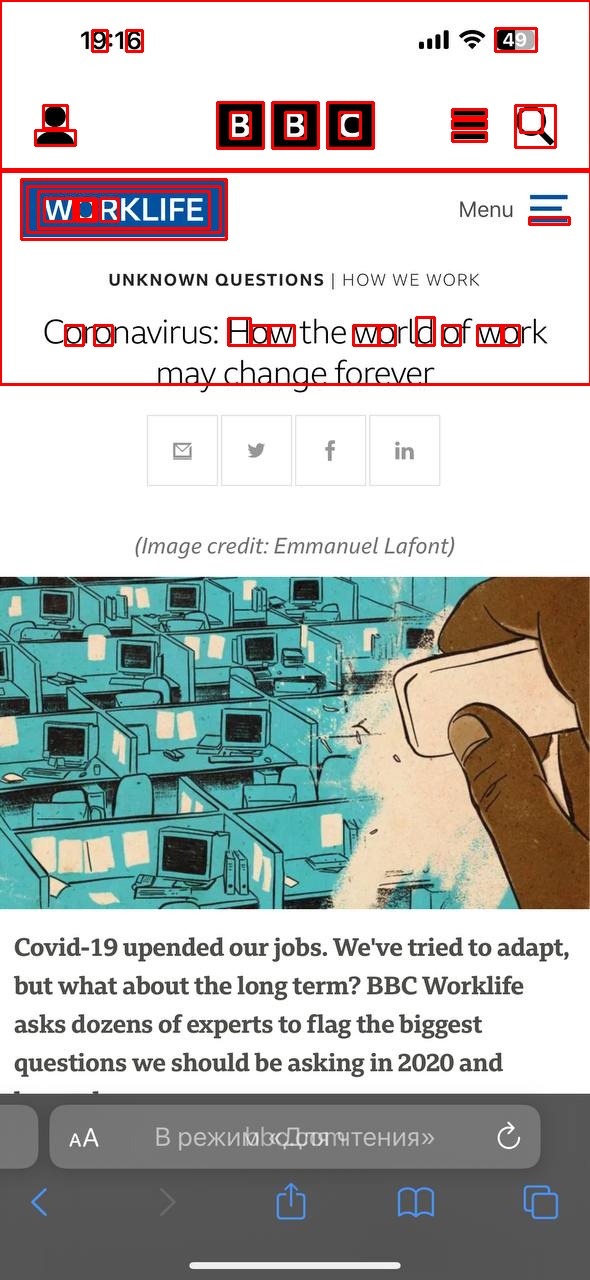 19:16
49
BBC
WORKLIFE
Menu
UNKNOWN QUESTIONS | HOW WE WORK
Coronavirus: How the world of work
may change forever
(Image credit: Emmanuel Lafont)
Covid-19 upended our jobs. We've tried to adapt,
but what about the long term? BBC Worklife
asks dozens of experts to flag the biggest
questions we should be asking in 2020 and
AA В режим «Для чтения»